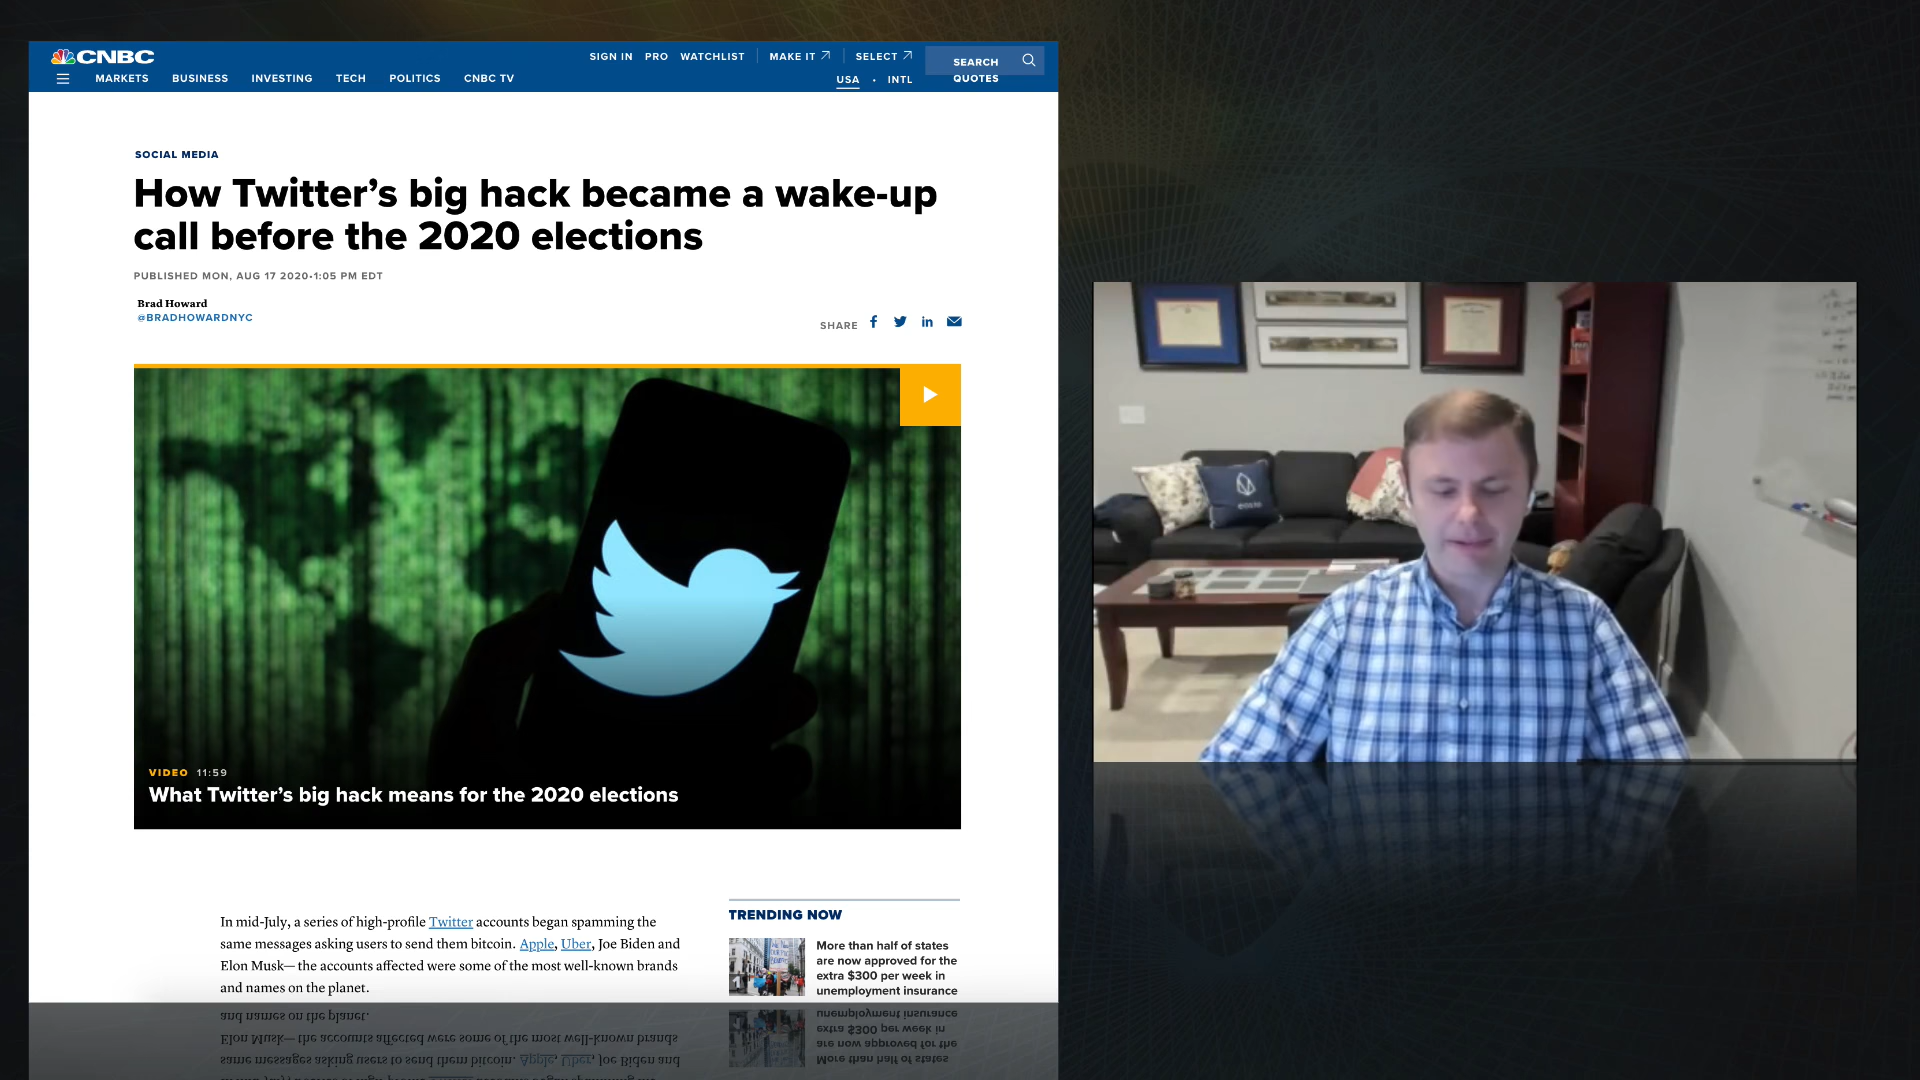 CNBC
SIGN IN PRO WATCHLIST MAKE IT SELECT
SEARCH QUOTES
MARKETS BUSINESS INVESTING TECH POLITICS CNBC TV
USA • INTL
SOCIAL MEDIA
How Twitter’s big hack became a wake-up
call before the 2020 elections
PUBLISHED MON, AUG 17 2020•1:05 PM EDT
Brad Howard
@BRADHOWARDNYC
SHARE
VIDEO 11:59
What Twitter’s big hack means for the 2020 elections
In mid-July, a series of high-profile Twitter accounts began spamming the
same messages asking users to send them bitcoin. Apple, Uber, Joe Biden and
Elon Musk— the accounts affected were some of the most well-known brands
and names on the planet.
TRENDING NOW
More than half of states
are now approved for the
extra $300 per week in
unemployment insurance